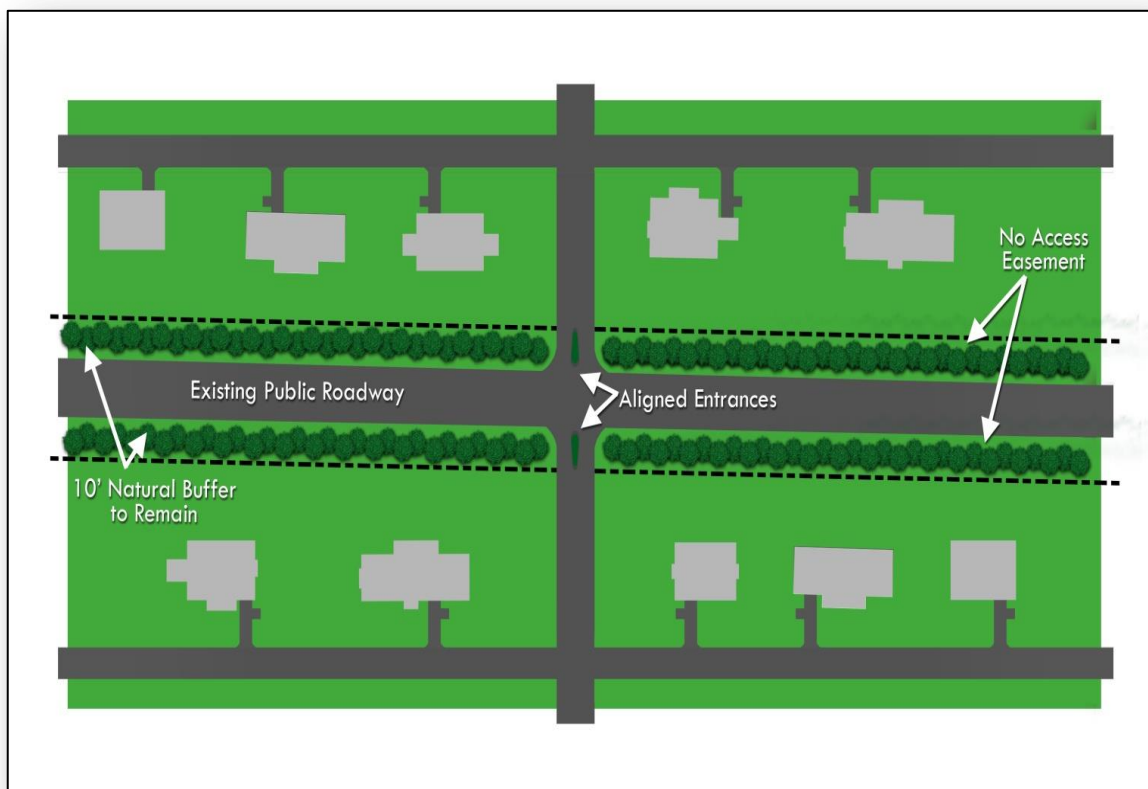 No Access
Easement
Existing Public Roadway
Aligned Entrances
10' Natural Buffer
to Remain